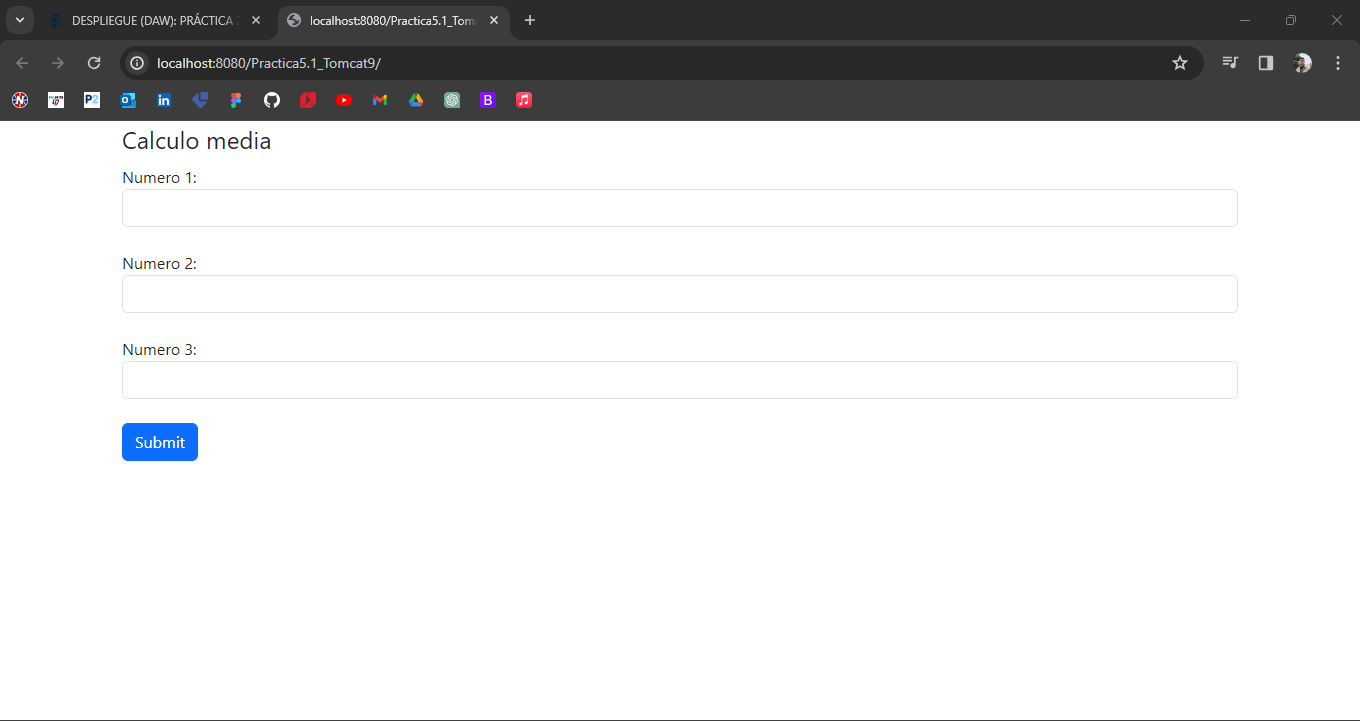 DESPLIEGUE (DAW): PRÁCTICA
localhost:8080/Practica5.1_Tom
localhost:8080/Practica5.1_Tomcat9/
Calculo media
Numero 1:
Numero 2:
Numero 3:
Submit